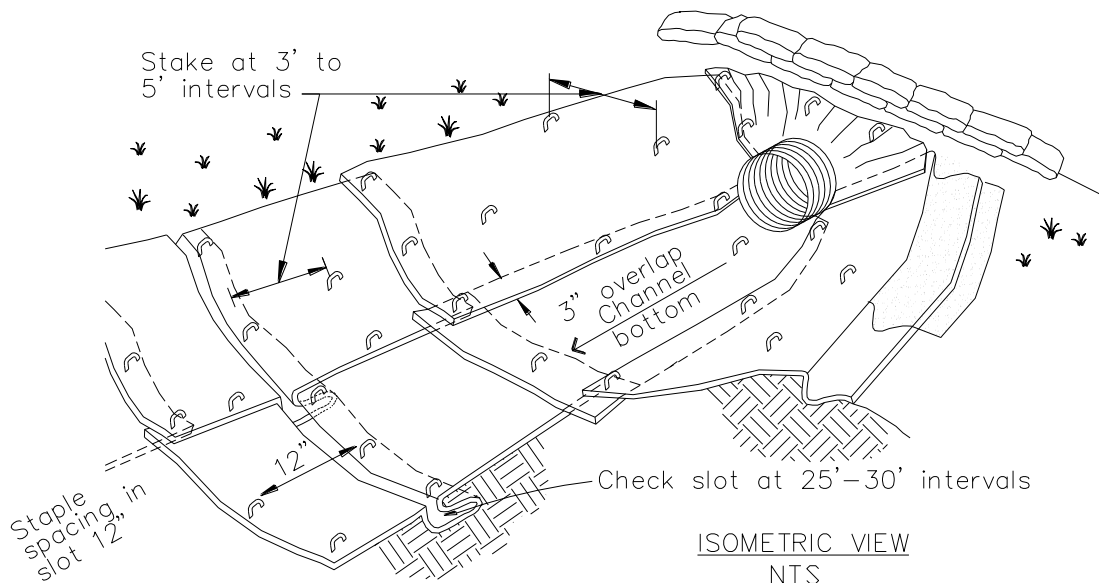 Stake at 3' to
5' intervals
3" overlap
Channel
bottom
12"
Staple
spacing in
slot 12"
Check slot at 25'-30' intervals
ISOMETRIC VIEW
NTS